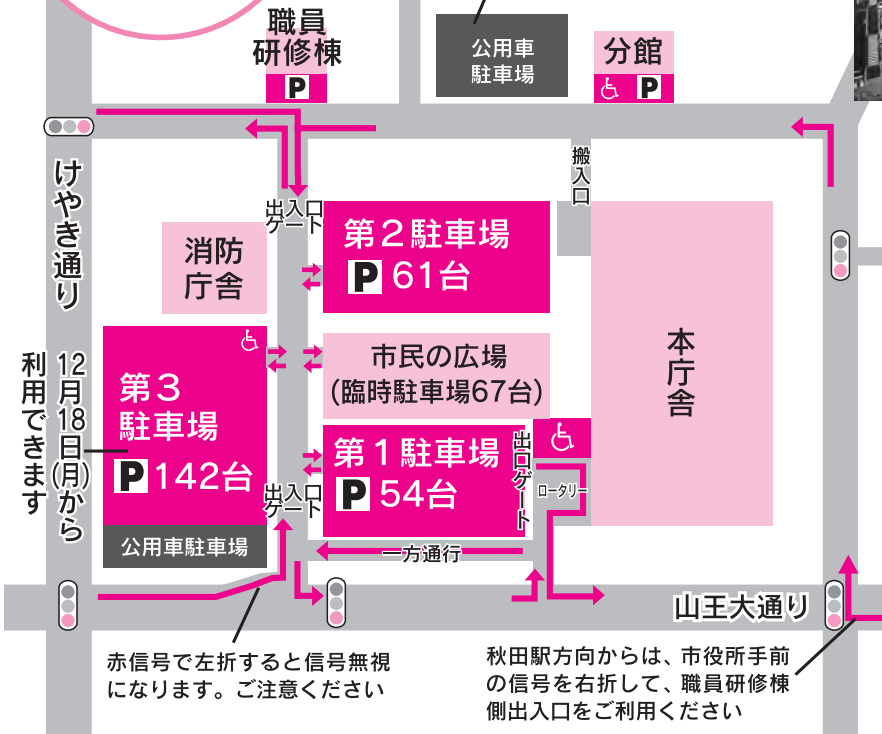 職員
研修棟
P
公用車
駐車場
分館
P
けやき通り
搬入口
出入口
ゲート
第2駐車場
P 61台
消防
庁舎
市民の広場
(臨時駐車場67台)
本庁舎
第3
駐車場
P 142台
12月18日(月)から
利用できます
公用車駐車場
第1駐車場
P 54台
出口ゲート
ロータリー
出入口
ゲート
一方通行
山王大通り
赤信号で左折すると信号無視
になります。ご注意ください
秋田駅方向からは、市役所手前
の信号を右折して、職員研修棟
側出入口をご利用ください